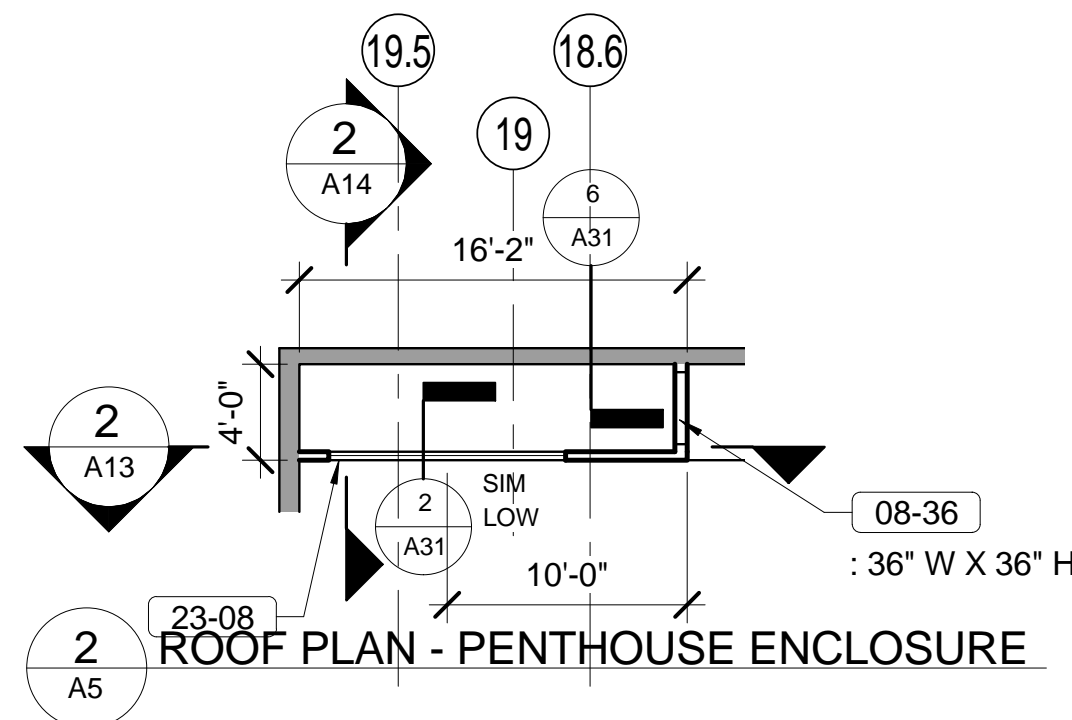 19.5
18.6
19
2
A14
6
A31
16'-2"
4'-0"
2
A13
SIM
LOW
2
A31
08-36
: 36" W X 36" H
10'-0"
23-08
2
A5
ROOF PLAN - PENTHOUSE ENCLOSURE